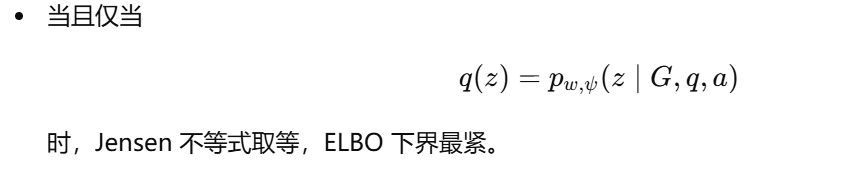 • 当且仅当
q(z) = p_{w,ψ}(z | G, q, a)
时，Jensen 不等式取等，ELBO 下界最紧。